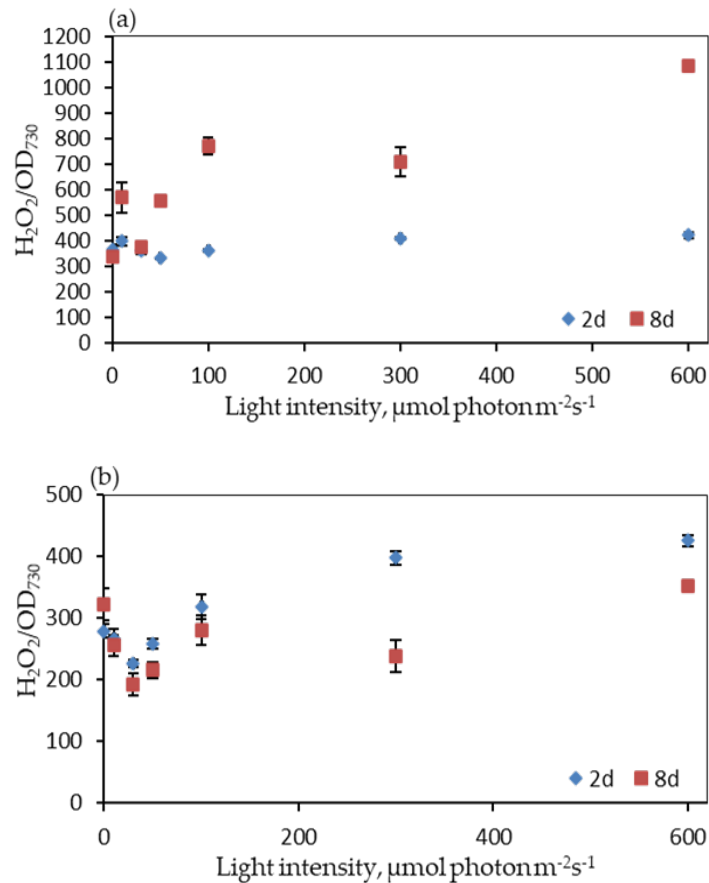 (a)
1200
1100
1000
900
800
700
600
500
400
300
200
100
0
H₂O₂/OD₇₃₀
2d 8d
0 100 200 300 400 500 600
Light intensity, µmol photon m⁻²s⁻¹
(b)
500
400
300
200
100
0
H₂O₂/OD₇₃₀
2d 8d
0 200 400 600
Light intensity, µmol photon m⁻²s⁻¹